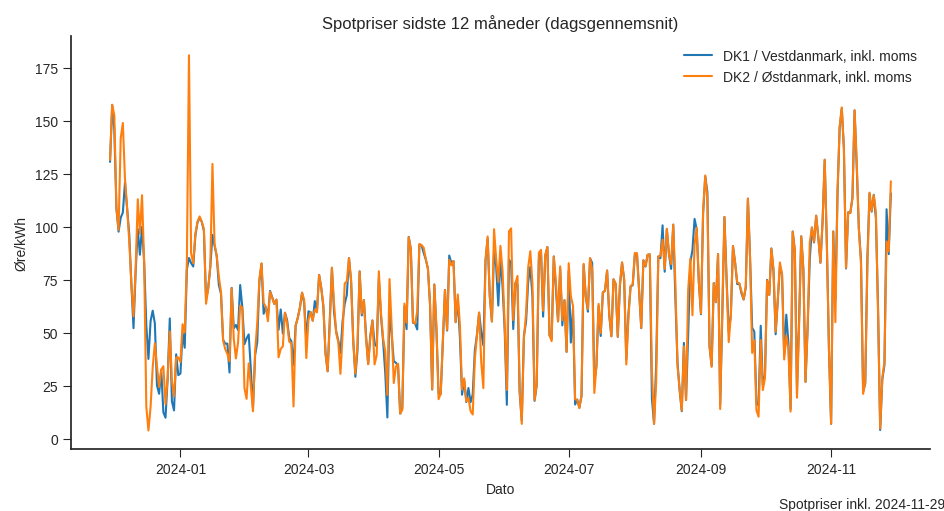 Spotpriser sidste 12 måneder (dagsgennemsnit)
DK1 / Vestdanmark, inkl. moms
DK2 / Østdanmark, inkl. moms
Øre/kWh
175
150
125
100
75
50
25
0
2024-01
2024-03
2024-05
2024-07
2024-09
2024-11
Dato
Spotpriser inkl. 2024-11-29